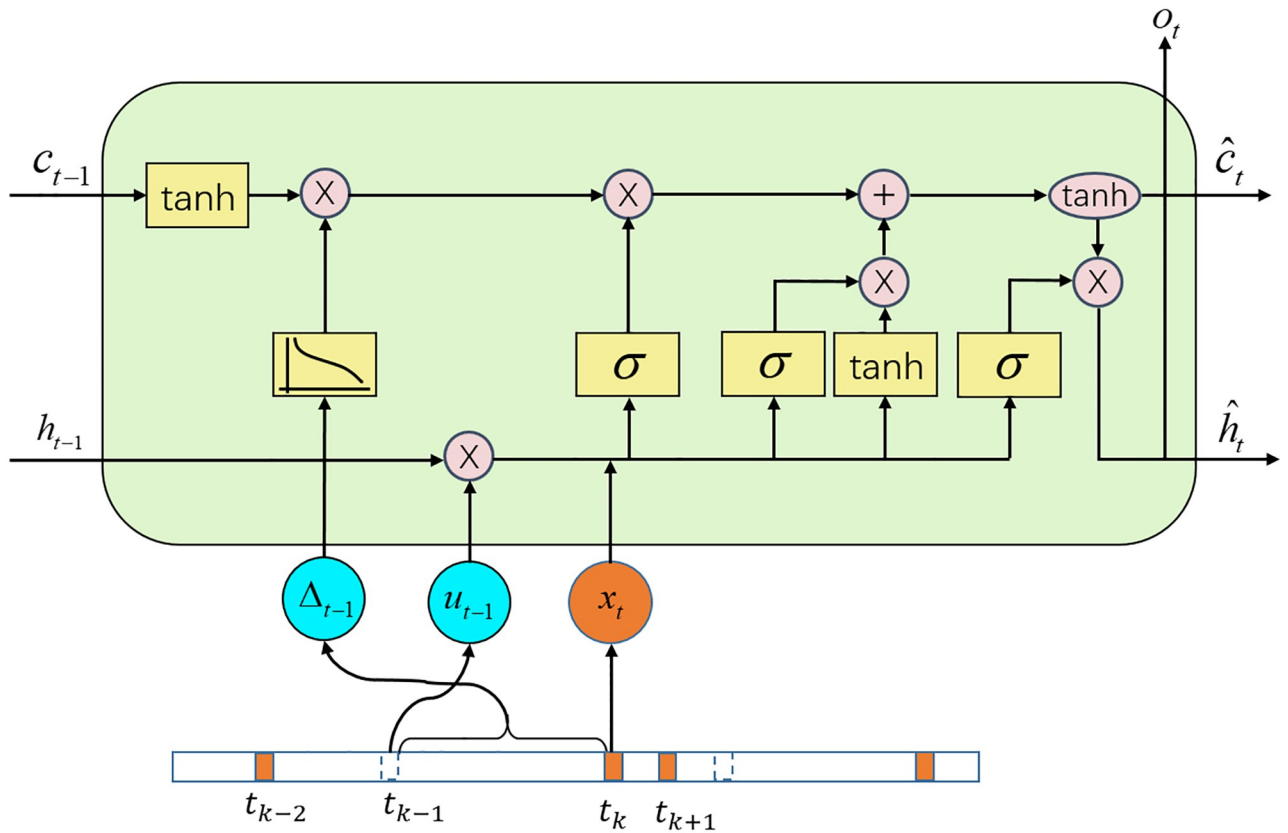 o_t
c_{t-1}
ĉ_t
tanh
X
X
+
tanh
X
X
σ
σ
tanh
σ
h_{t-1}
ĥ_t
X
Δ_{t-1}
u_{t-1}
x_t
t_{k-2}
t_{k-1}
t_k
t_{k+1}